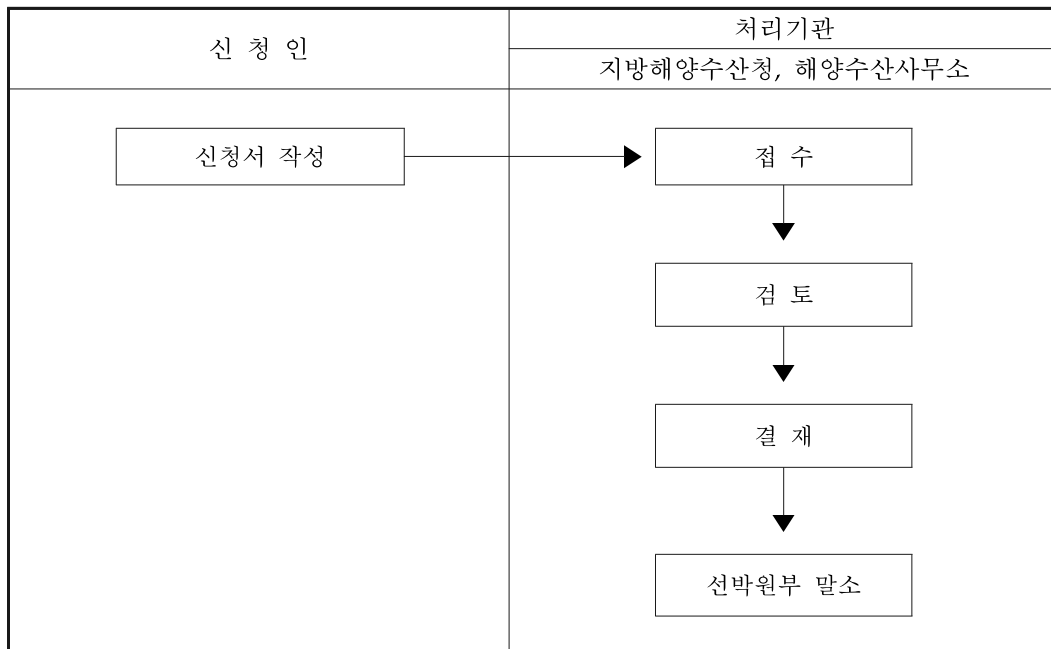 신 청 인
처리기관
지방해양수산청, 해양수산사무소
신청서 작성
접 수
검 토
결 재
선박원부 말소